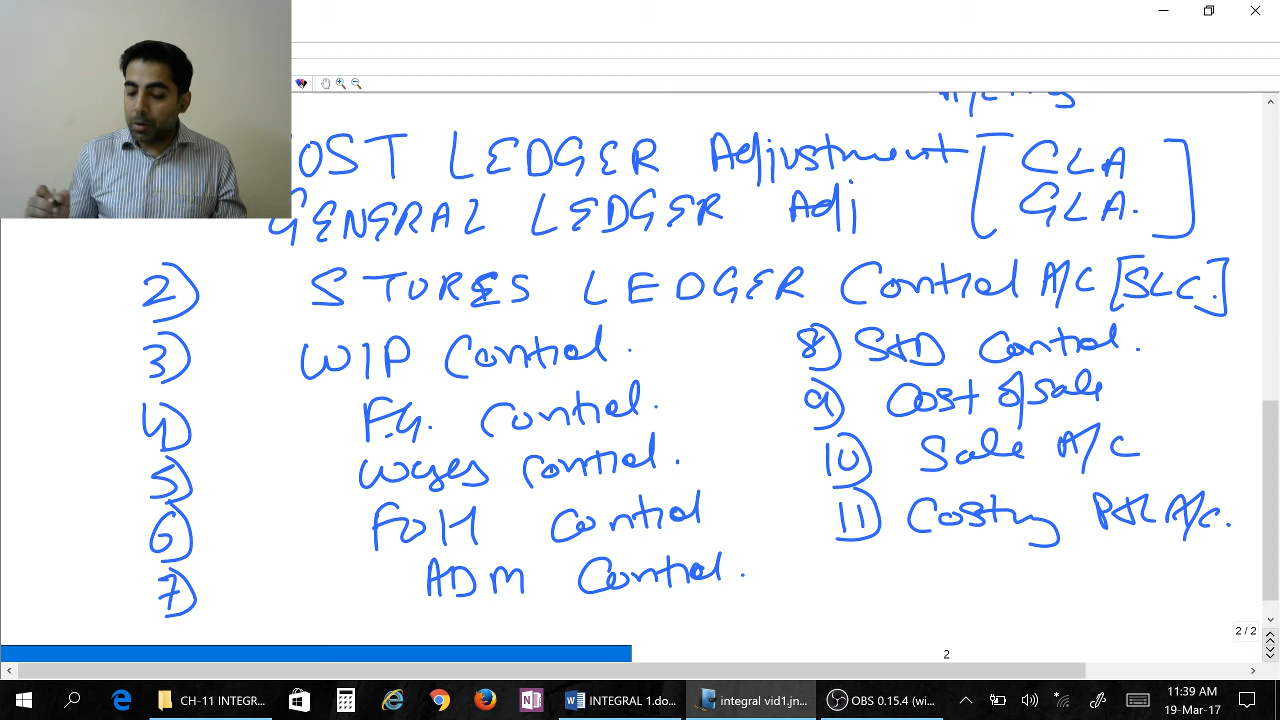 OST LEDGER Adjustment [ CLA
GENERAL LEDGER Adj GLA. ]
2) STORES LEDGER Control A/C [SLC.]
3) WIP Control.
4) F.G. Control.
5) Wages Control.
6) FOH Control
7) ADM Control.
8) S&D Control.
9) Cost of sale
10) Sale A/c
11) Costing P&L A/c.
2 / 2
2
CH-11 INTEGR...
INTEGRAL 1.do...
integral vid1.jn...
OBS 0.15.4 (wi...
11:39 AM
19-Mar-17